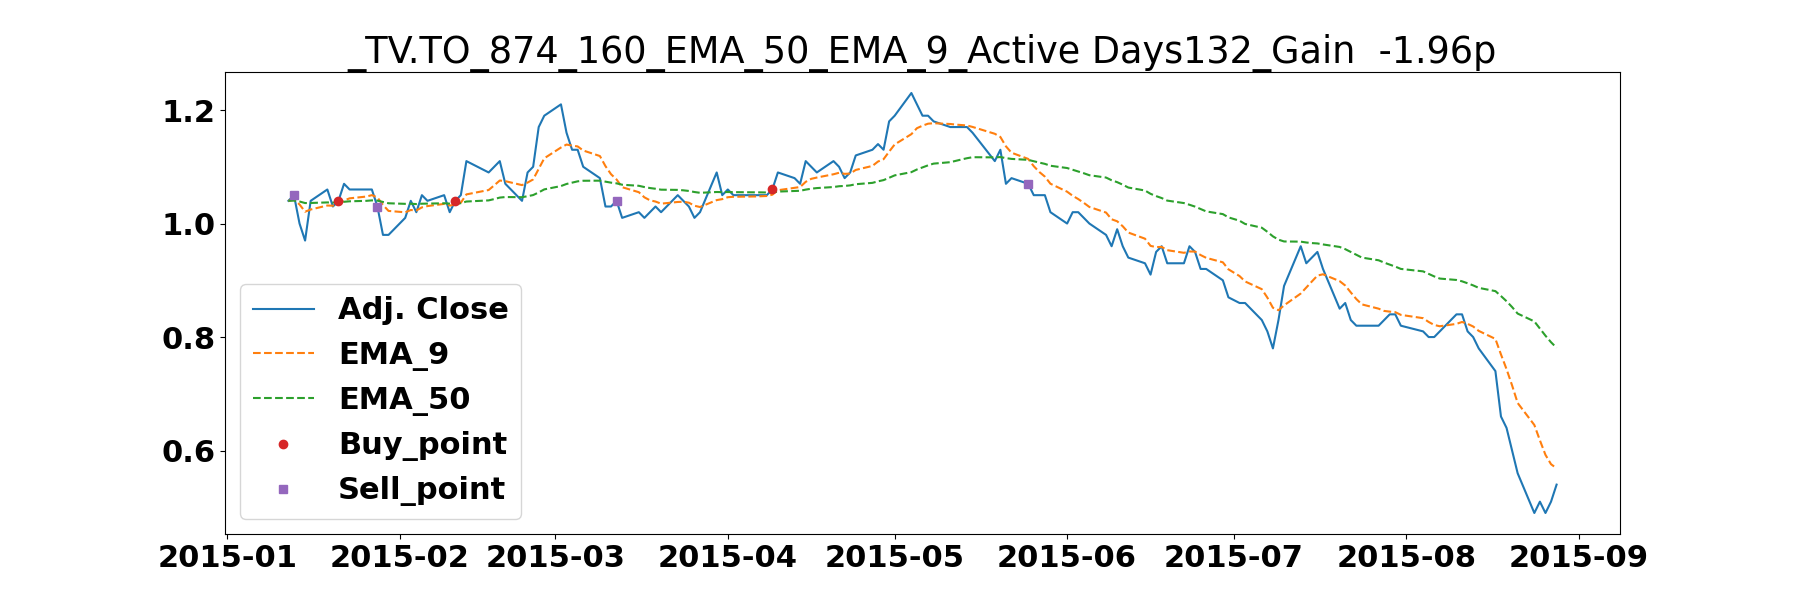 _TV.TO_874_160_EMA_50_EMA_9_Active Days132_Gain  -1.96p
1.2
1.0
0.8
0.6
Adj. Close
EMA_9
EMA_50
Buy_point
Sell_point
2015-01 2015-02 2015-03 2015-04 2015-05 2015-06 2015-07 2015-08 2015-09